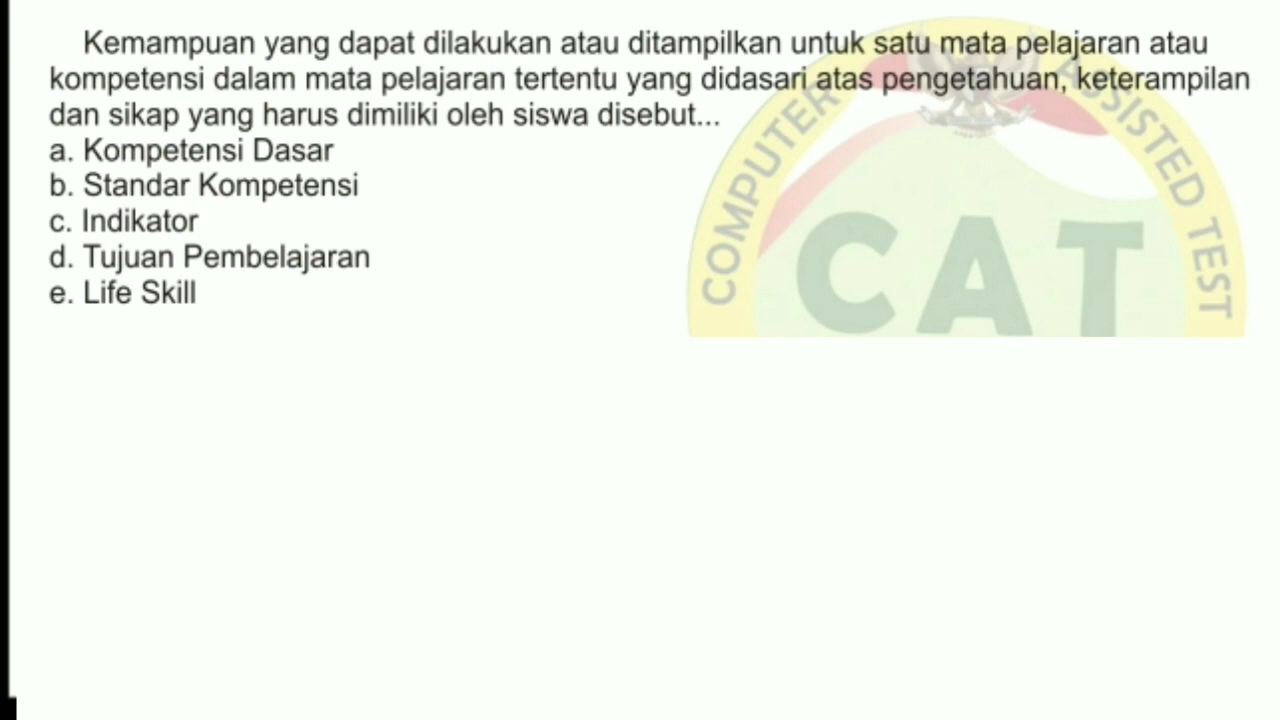 Kemampuan yang dapat dilakukan atau ditampilkan untuk satu mata pelajaran atau
kompetensi dalam mata pelajaran tertentu yang didasari atas pengetahuan, keterampilan
dan sikap yang harus dimiliki oleh siswa disebut...
a. Kompetensi Dasar
b. Standar Kompetensi
c. Indikator
d. Tujuan Pembelajaran
e. Life Skill
COMPUTER ASSISTED TEST
CAT